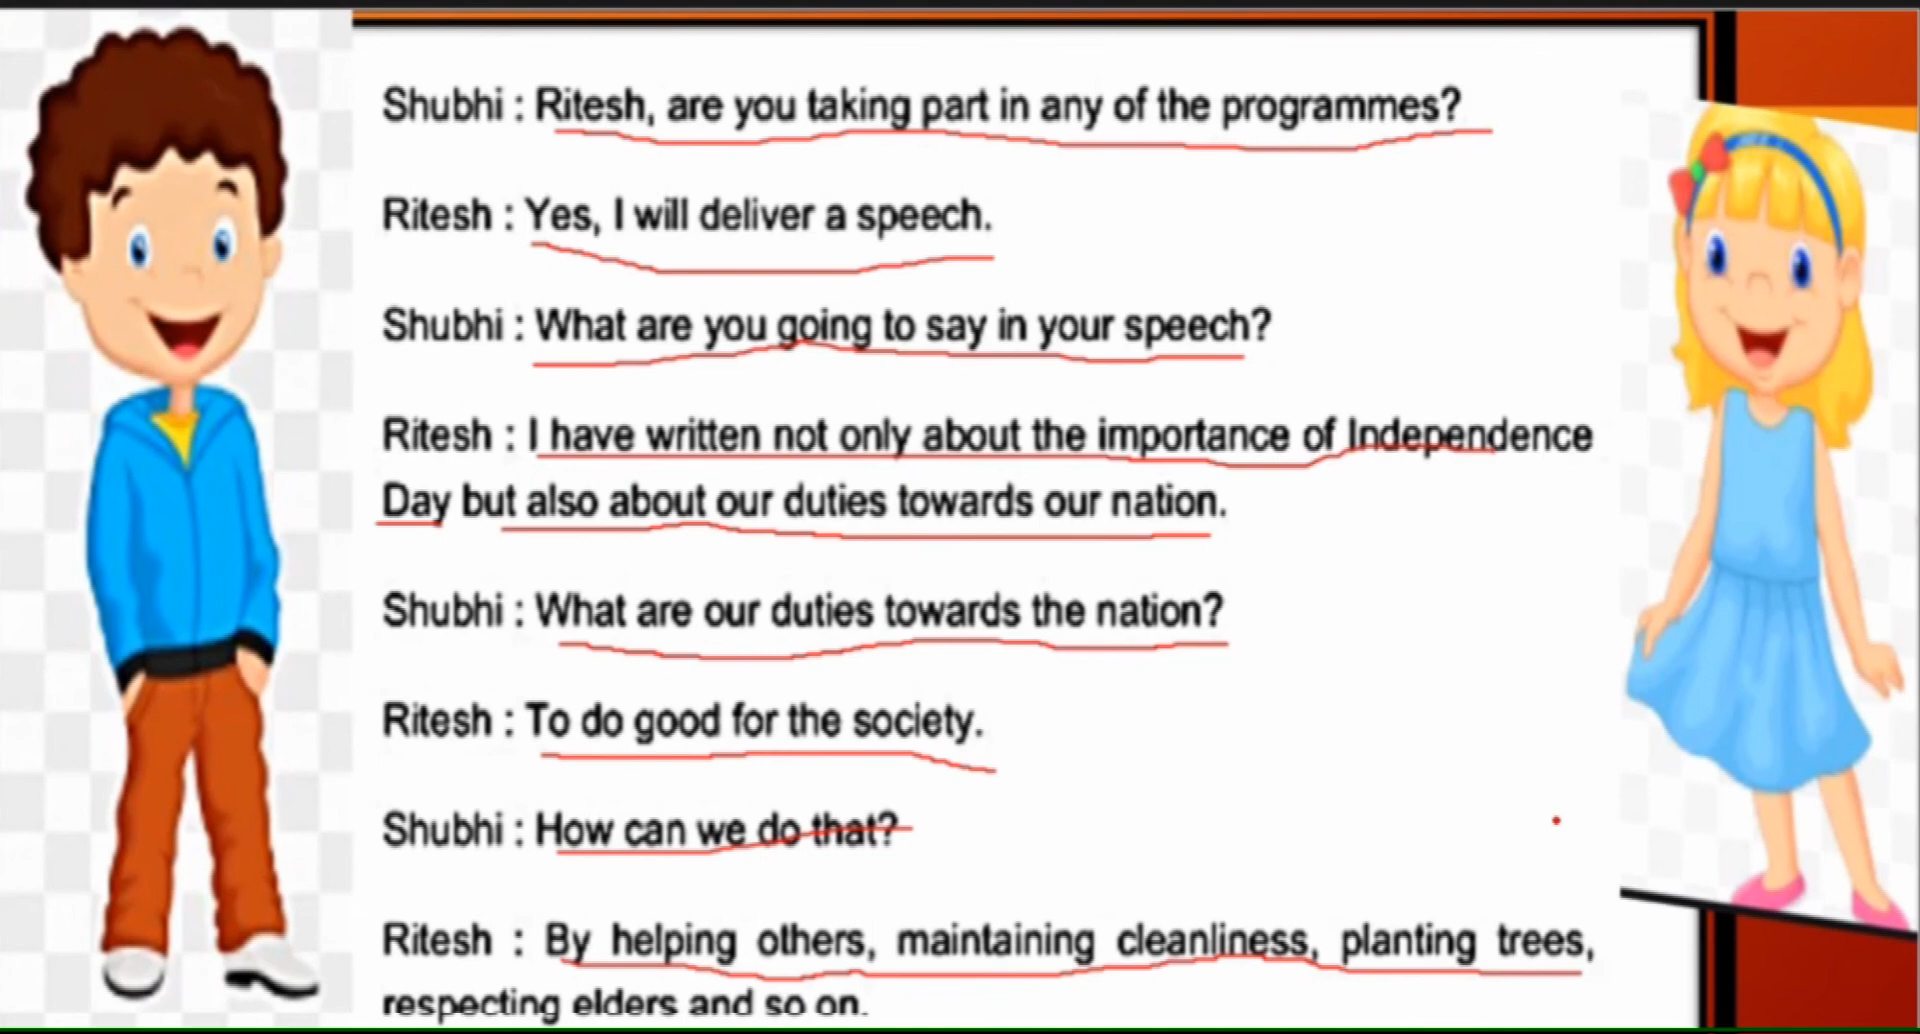 Shubhi : Ritesh, are you taking part in any of the programmes?
Ritesh : Yes, I will deliver a speech.
Shubhi : What are you going to say in your speech?
Ritesh : I have written not only about the importance of Independence
Day but also about our duties towards our nation.
Shubhi : What are our duties towards the nation?
Ritesh : To do good for the society.
Shubhi : How can we do that?
Ritesh : By helping others, maintaining cleanliness, planting trees,
respecting elders and so on.